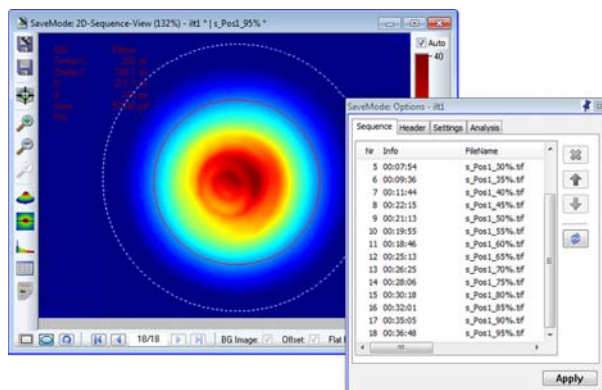 SaveMode: 2D-Sequence-View (132%) - ilt1 * | s_Pos1_95% *
Auto
40
18/18
BG Image:
Offset:
SaveMode: Options - ilt1
Sequence Header Settings Analysis
Nr Info FileName
5 00:07:54 s_Pos1_30%.tif
6 00:09:36 s_Pos1_35%.tif
7 00:11:44 s_Pos1_40%.tif
8 00:22:15 s_Pos1_45%.tif
9 00:21:13 s_Pos1_50%.tif
10 00:19:55 s_Pos1_55%.tif
11 00:18:46 s_Pos1_60%.tif
12 00:25:13 s_Pos1_65%.tif
13 00:26:25 s_Pos1_70%.tif
14 00:28:06 s_Pos1_75%.tif
15 00:30:18 s_Pos1_80%.tif
16 00:32:01 s_Pos1_85%.tif
17 00:35:05 s_Pos1_90%.tif
18 00:36:48 s_Pos1_95%.tif
Apply